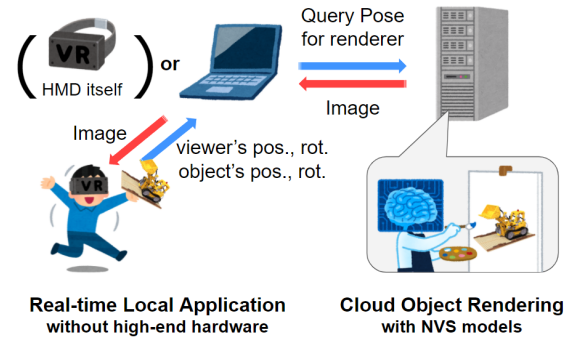 VR
HMD itself
or
Query Pose
for renderer
Image
Image
viewer's pos., rot.
object's pos., rot.
VR
Real-time Local Application
without high-end hardware
Cloud Object Rendering
with NVS models